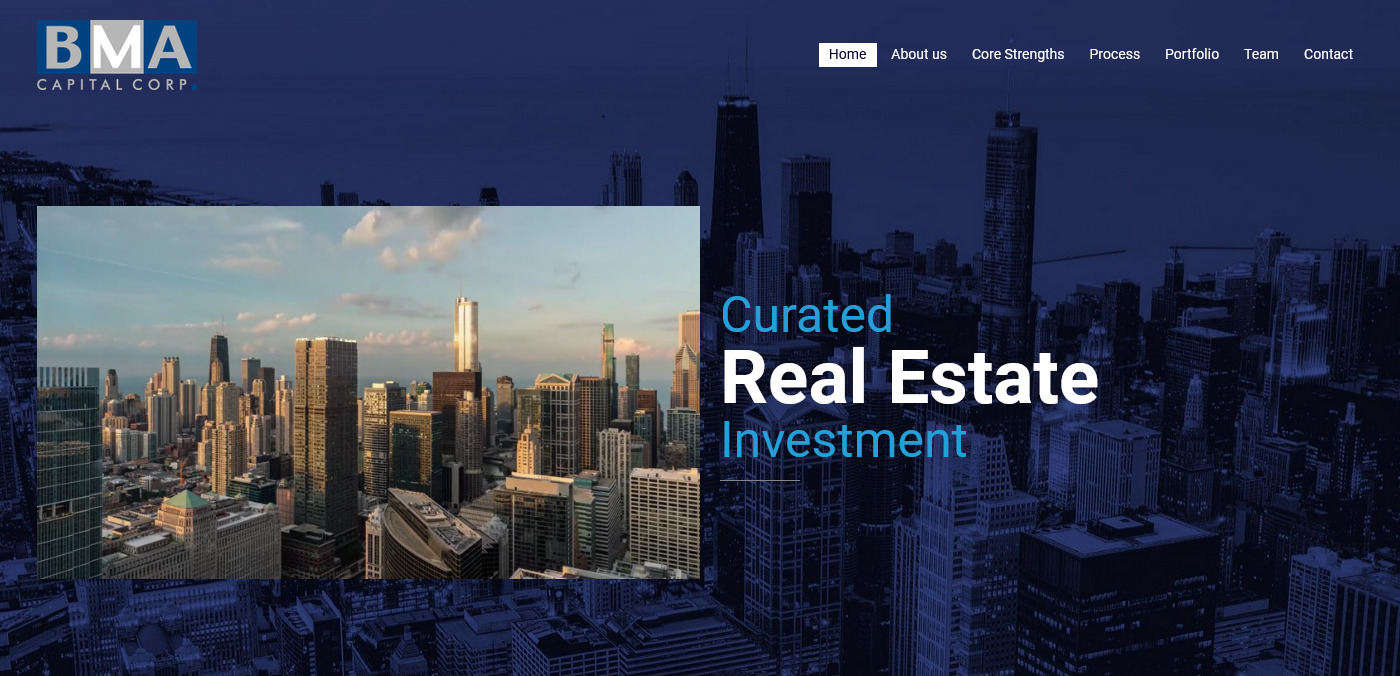 BMA
CAPITAL CORP.
Home About us Core Strengths Process Portfolio Team Contact
Curated
Real Estate
Investment